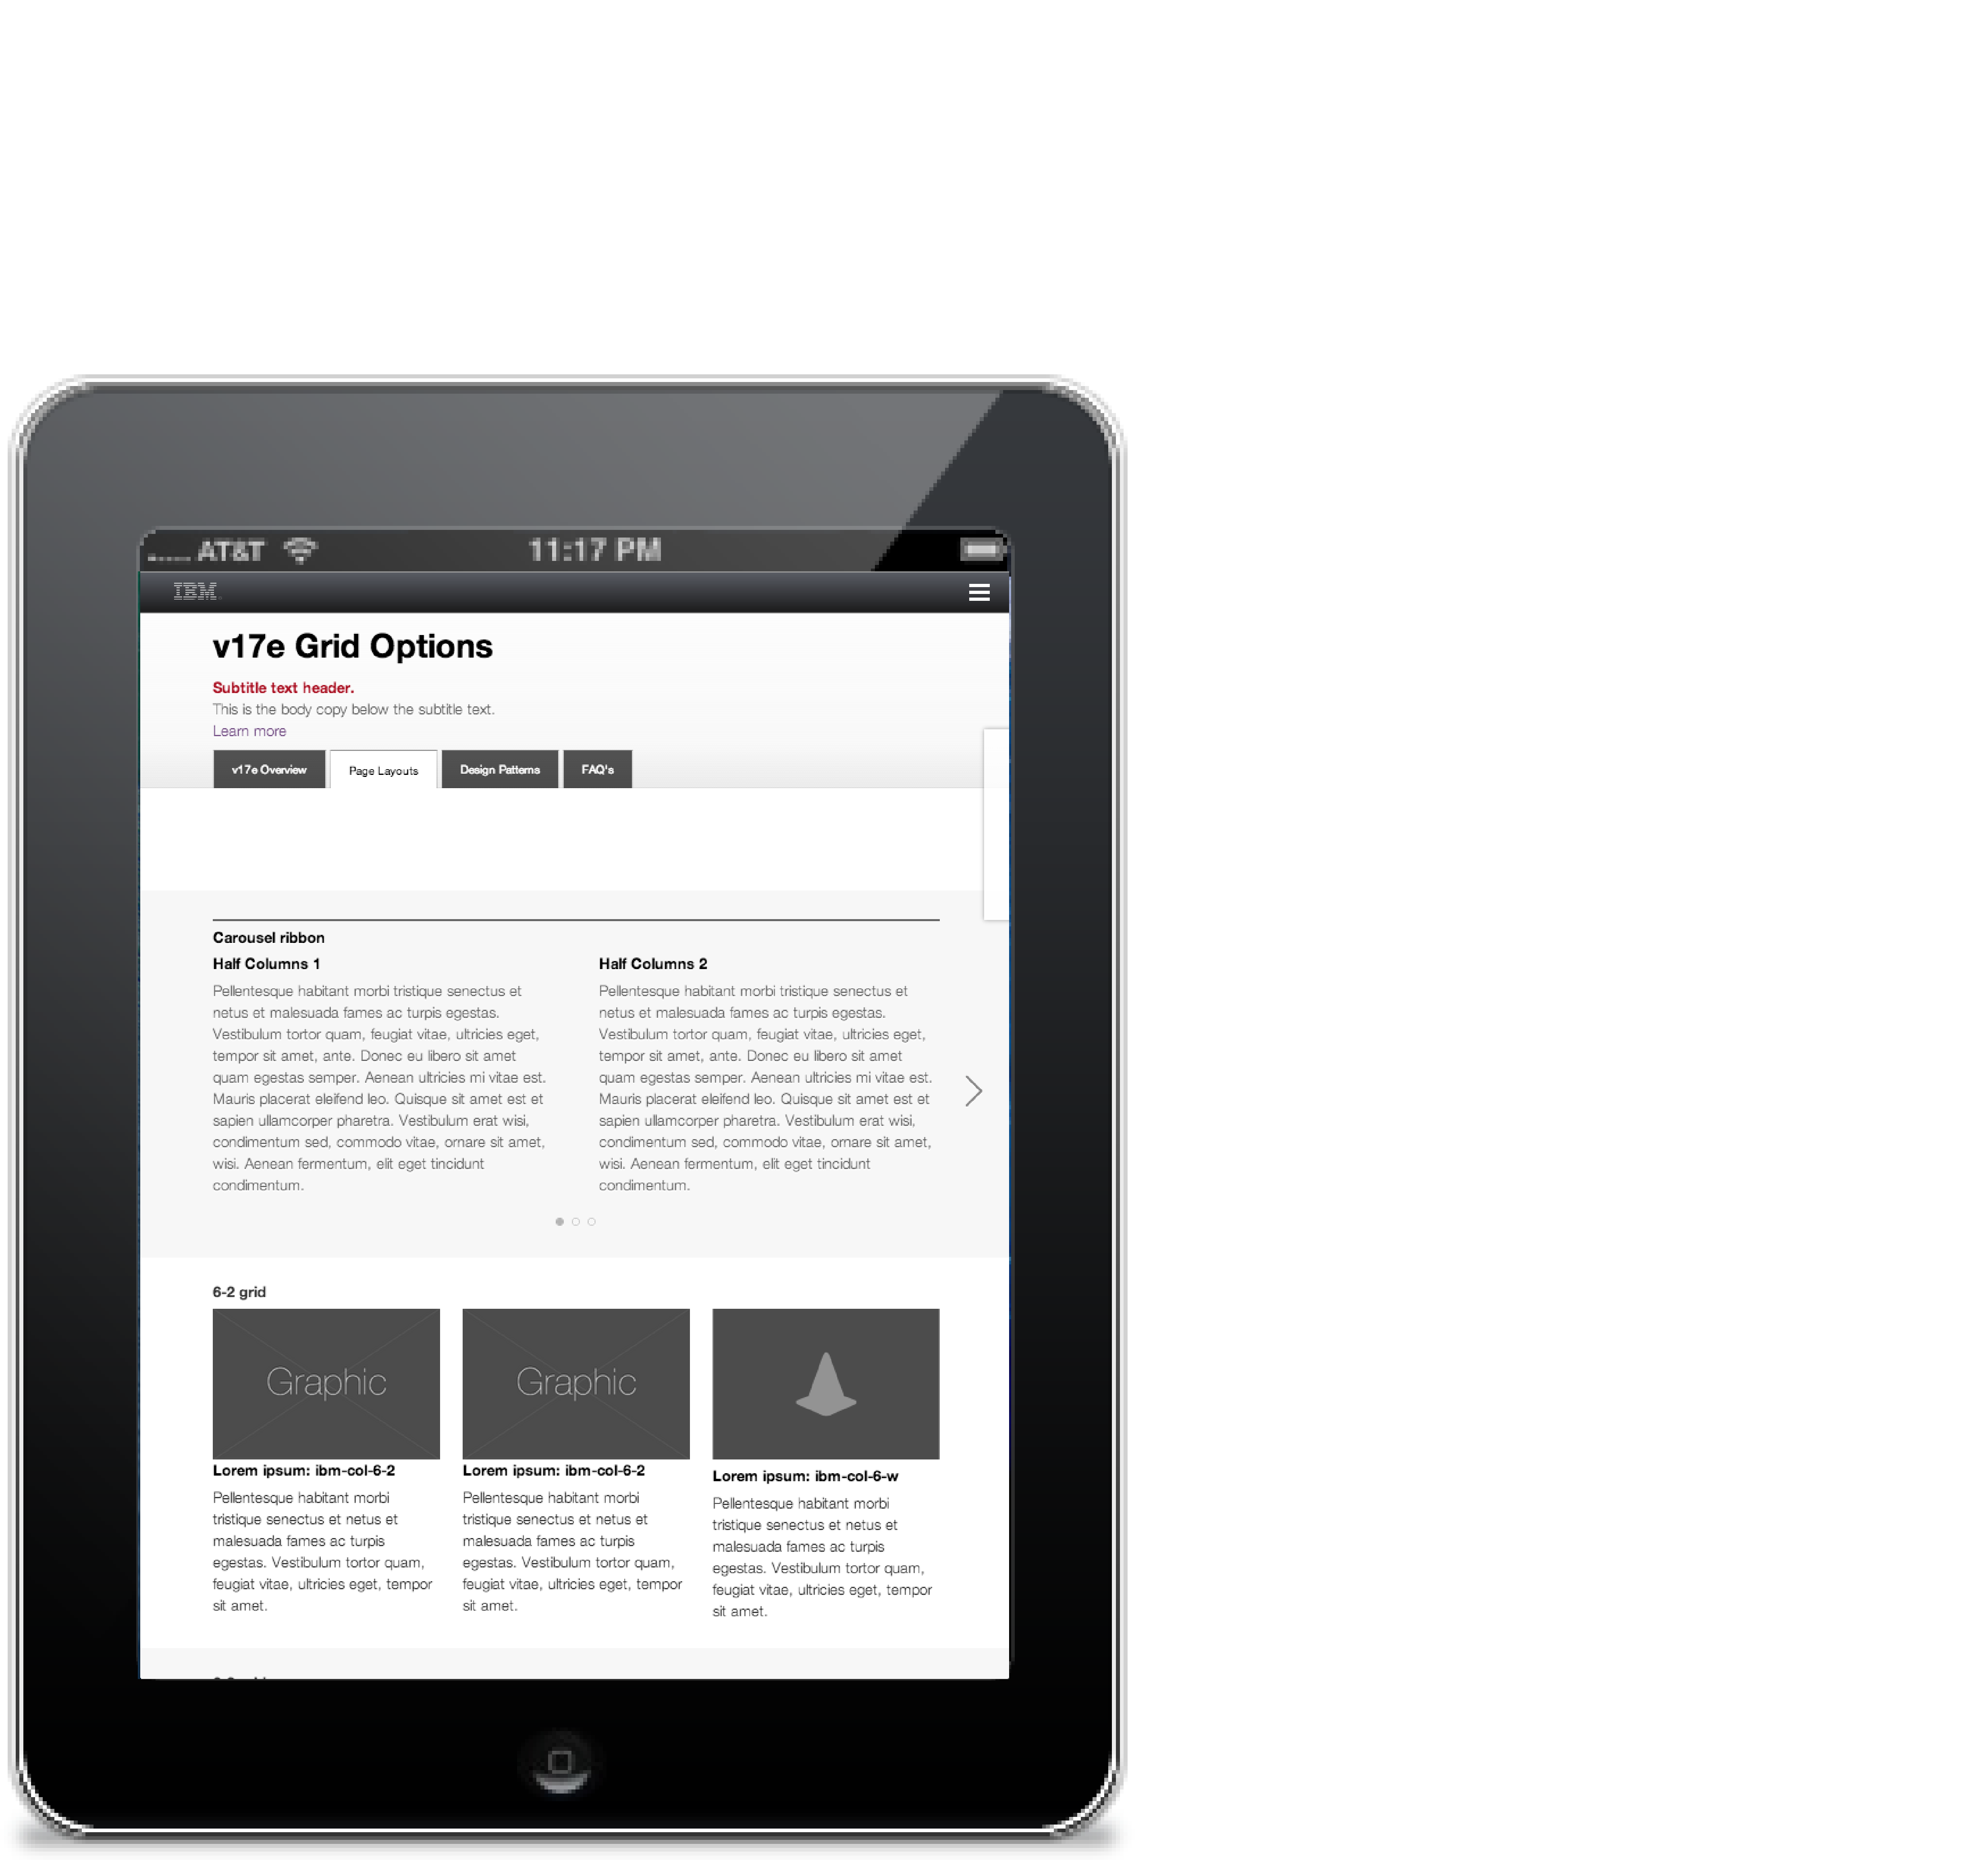 AT&T 11:17 PM
IBM
v17e Grid Options
Subtitle text header.
This is the body copy below the subtitle text.
Learn more
v17e Overview Page Layouts Design Patterns FAQ's
Carousel ribbon
Half Columns 1
Pellentesque habitant morbi tristique senectus et
netus et malesuada fames ac turpis egestas.
Vestibulum tortor quam, feugiat vitae, ultricies eget,
tempor sit amet, ante. Donec eu libero sit amet
quam egestas semper. Aenean ultricies mi vitae est.
Mauris placerat eleifend leo. Quisque sit amet est et
sapien ullamcorper pharetra. Vestibulum erat wisi,
condimentum sed, commodo vitae, ornare sit amet,
wisi. Aenean fermentum, elit eget tincidunt
condimentum.
Half Columns 2
Pellentesque habitant morbi tristique senectus et
netus et malesuada fames ac turpis egestas.
Vestibulum tortor quam, feugiat vitae, ultricies eget,
tempor sit amet, ante. Donec eu libero sit amet
quam egestas semper. Aenean ultricies mi vitae est.
Mauris placerat eleifend leo. Quisque sit amet est et
sapien ullamcorper pharetra. Vestibulum erat wisi,
condimentum sed, commodo vitae, ornare sit amet,
wisi. Aenean fermentum, elit eget tincidunt
condimentum.
6-2 grid
Graphic
Lorem ipsum: ibm-col-6-2
Pellentesque habitant morbi
tristique senectus et netus et
malesuada fames ac turpis
egestas. Vestibulum tortor quam,
feugiat vitae, ultricies eget, tempor
sit amet.
Graphic
Lorem ipsum: ibm-col-6-2
Pellentesque habitant morbi
tristique senectus et netus et
malesuada fames ac turpis
egestas. Vestibulum tortor quam,
feugiat vitae, ultricies eget, tempor
sit amet.
Lorem ipsum: ibm-col-6-w
Pellentesque habitant morbi
tristique senectus et netus et
malesuada fames ac turpis
egestas. Vestibulum tortor quam,
feugiat vitae, ultricies eget, tempor
sit amet.